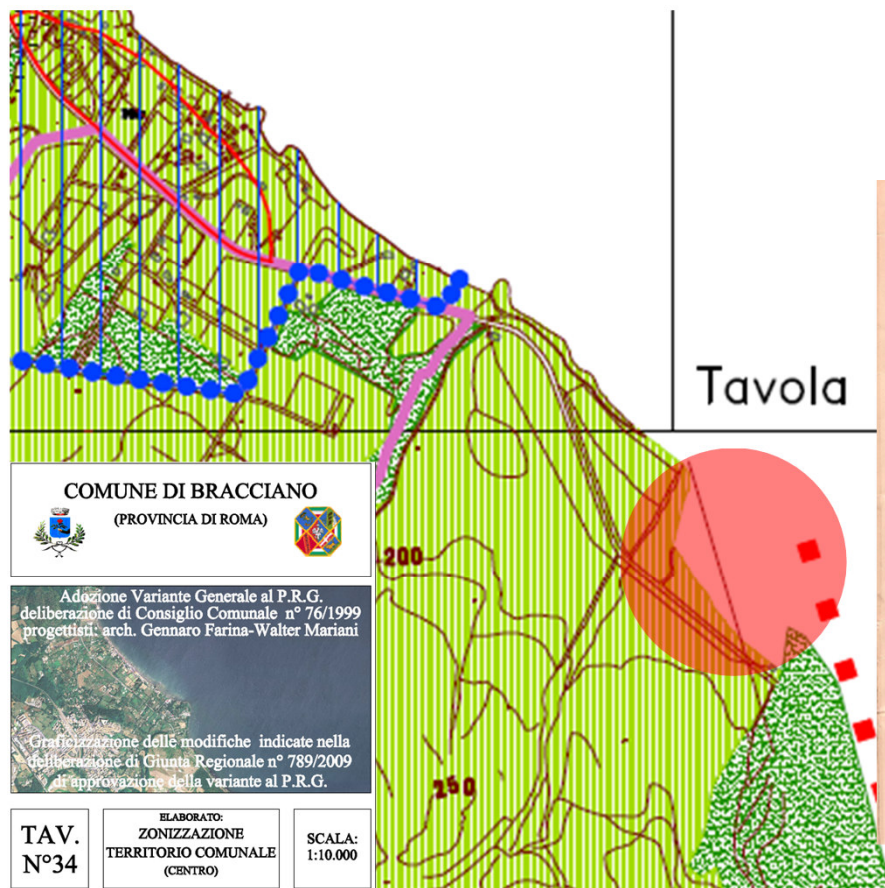 Tavola
COMUNE DI BRACCIANO
(PROVINCIA DI ROMA)
200
Adozione Variante Generale al P.R.G.
deliberazione di Consiglio Comunale n° 76/1999
progettisti: arch. Gennaro Farina-Walter Mariani
Graficizzazione delle modifiche indicate nella
deliberazione di Giunta Regionale n° 789/2009
di approvazione della variante al P.R.G.
250
TAV.
N°34
ELABORATO:
ZONIZZAZIONE
TERRITORIO COMUNALE
(CENTRO)
SCALA:
1:10.000